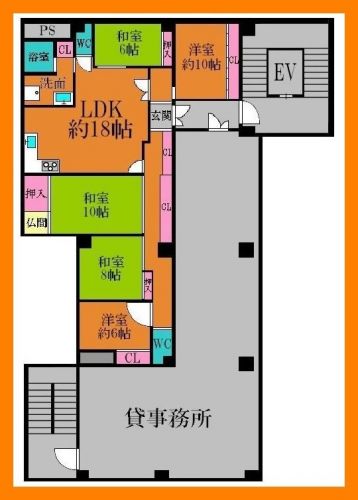 PS
浴室
CL
WC
洗面
和室
6帖
押入
洋室
約10帖
CL
EV
LDK
約18帖
玄関
CL
押入
仏間
和室
10帖
CL
和室
8帖
押入
洋室
約6帖
CL
WC
貸事務所